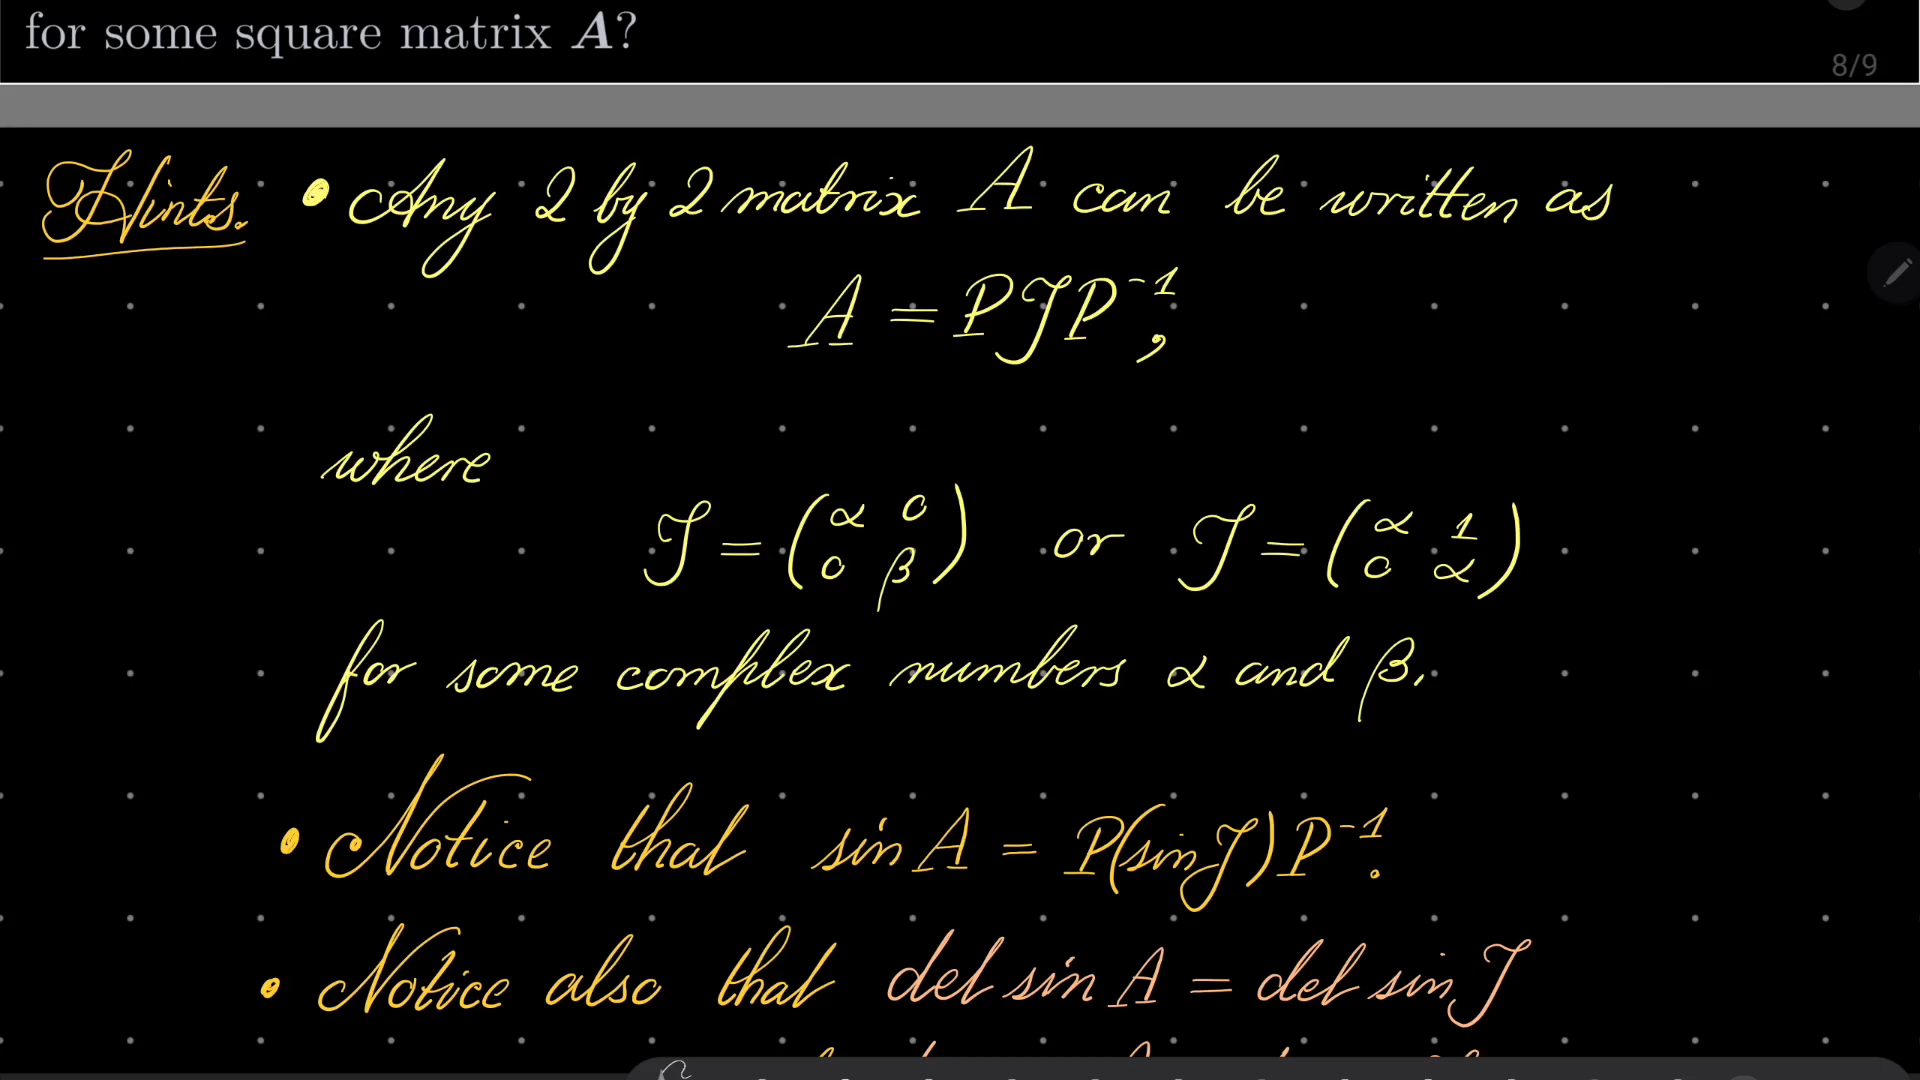 for some square matrix A?
8/9
Hints. • Any 2 by 2 matrix A can be written as
A = PJP⁻¹,
where
J = (α 0
0 β) or J = (α 1
0 α)
for some complex numbers α and β.
• Notice that sin A = P(sin J)P⁻¹.
• Notice also that det sin A = det sin J